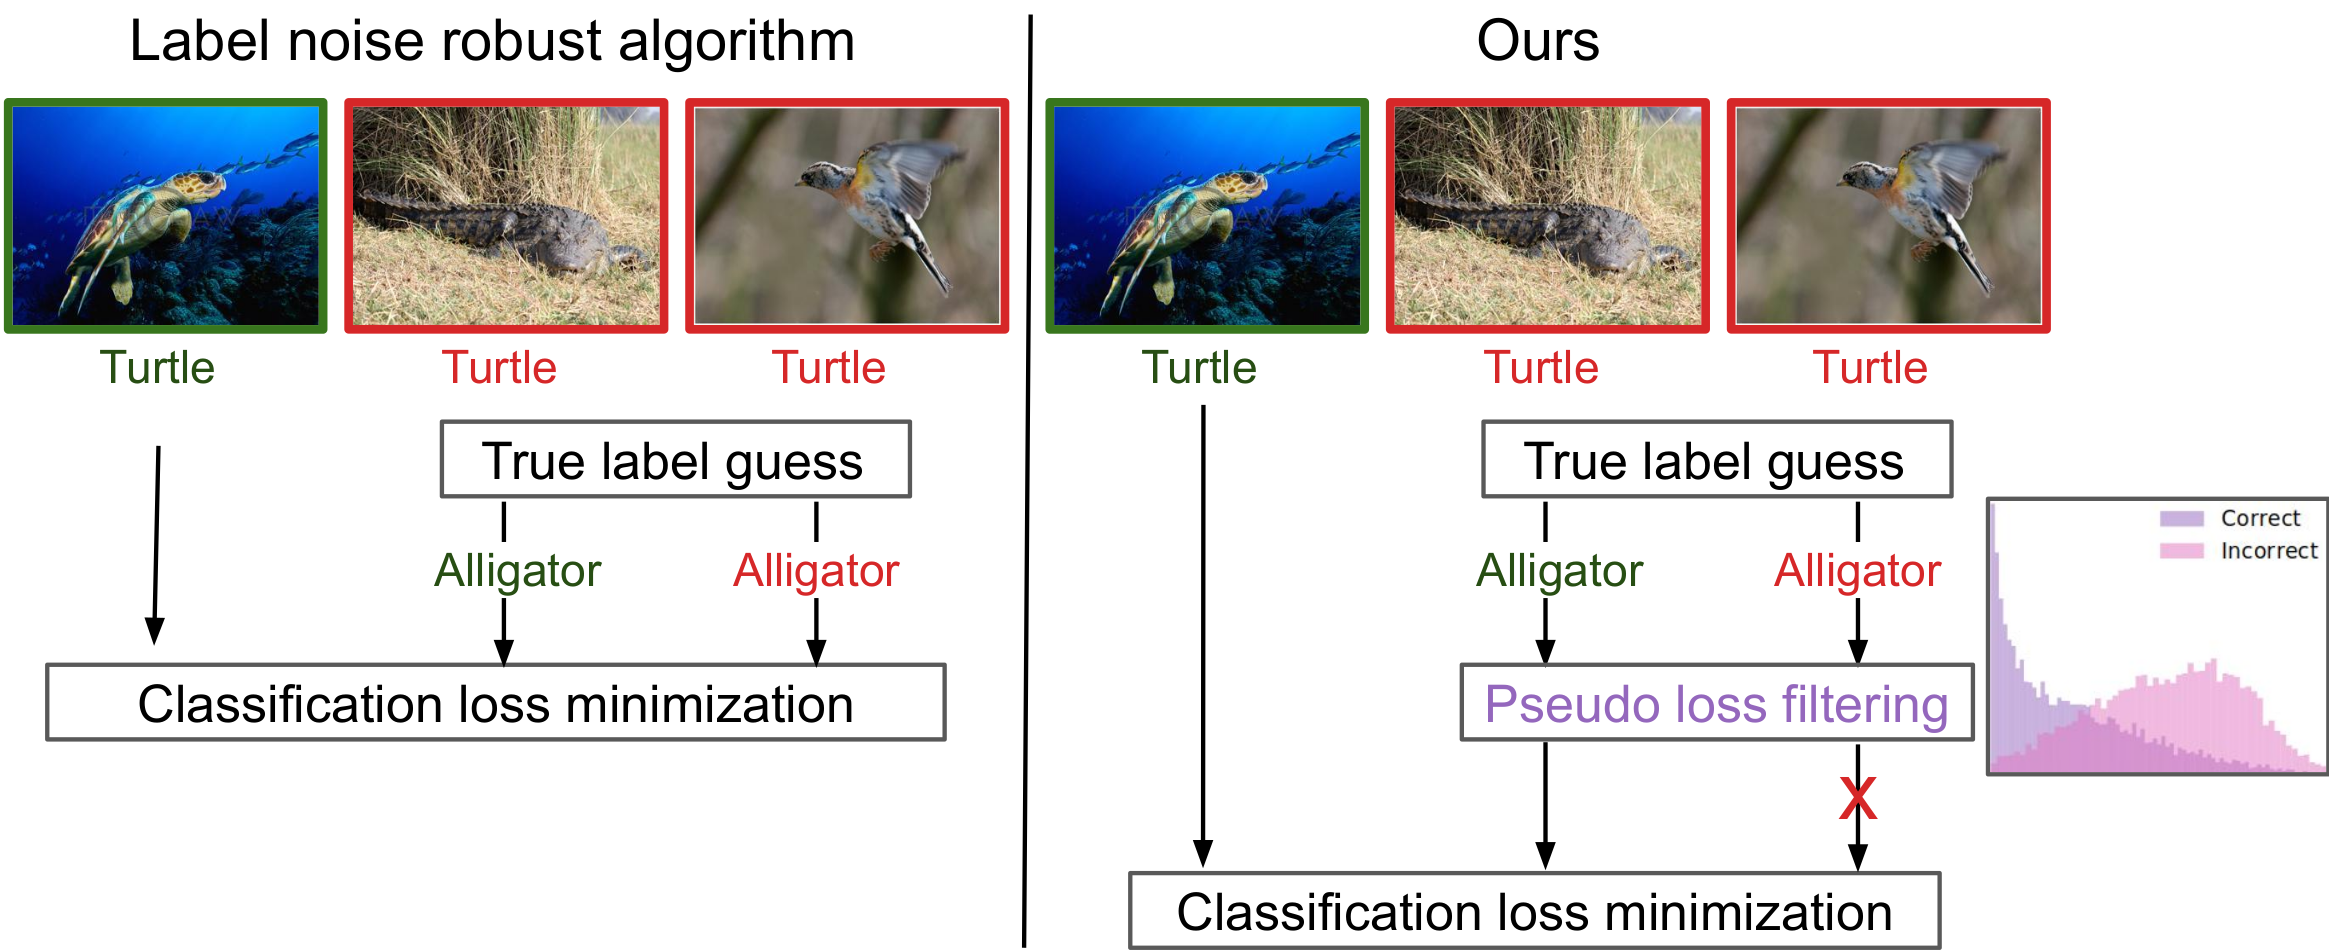 Label noise robust algorithm
Turtle
Turtle
Turtle
True label guess
Alligator
Alligator
Classification loss minimization
Ours
Turtle
Turtle
Turtle
True label guess
Alligator
Alligator
Pseudo loss filtering
X
Classification loss minimization
Correct
Incorrect